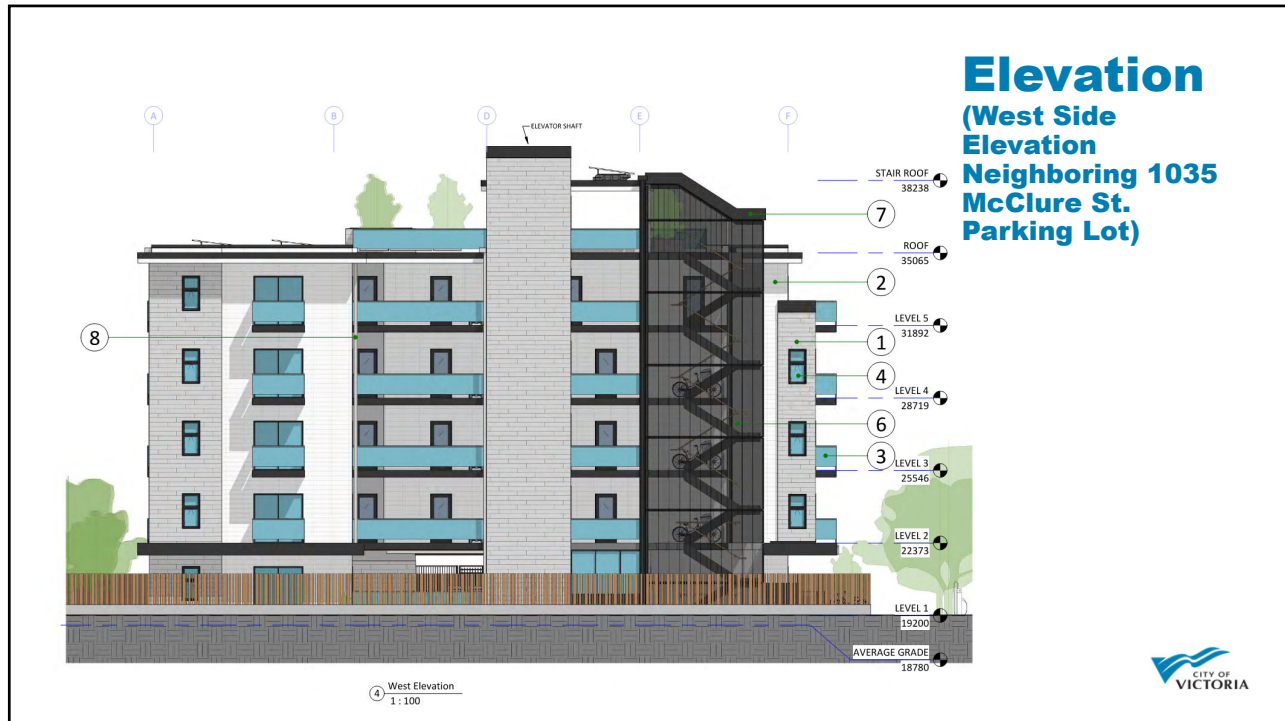 Elevation
(West Side
Elevation
Neighboring 1035
McClure St.
Parking Lot)
A
B
D
E
F
ELEVATOR SHAFT
STAIR ROOF
38238
7
ROOF
35065
2
LEVEL 5
31892
1
8
4
LEVEL 4
28719
6
3
LEVEL 3
25546
LEVEL 2
22373
LEVEL 1
19200
AVERAGE GRADE
18780
4
West Elevation
1 : 100
CITY OF
VICTORIA